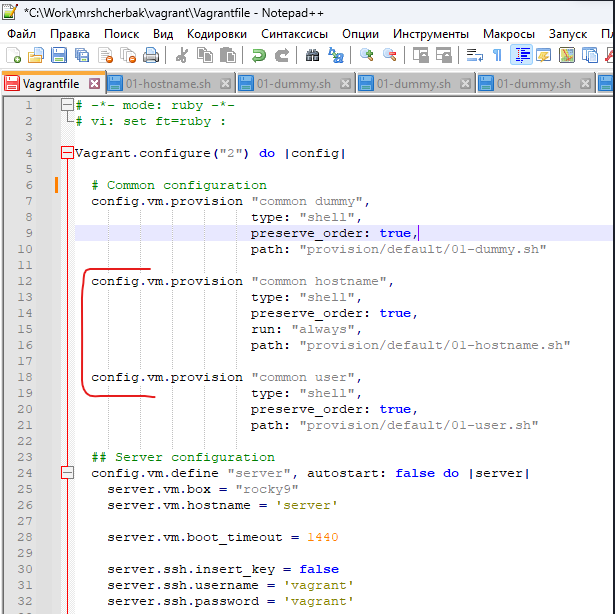 *C:\Work\mrshcherbak\vagrant\Vagrantfile - Notepad++
Файл Правка Поиск Вид Кодировки Синтаксисы Опции Инструменты Макросы Запуск
Vagrantfile 01-hostname.sh 01-dummy.sh 01-dummy.sh 01-dummy.sh
1 # -*- mode: ruby -*-
2 # vi: set ft=ruby :
3
4 Vagrant.configure("2") do |config|
5
6 # Common configuration
7 config.vm.provision "common dummy",
8 type: "shell",
9 preserve_order: true,
10 path: "provision/default/01-dummy.sh"
11
12 config.vm.provision "common hostname",
13 type: "shell",
14 preserve_order: true,
15 run: "always",
16 path: "provision/default/01-hostname.sh"
17
18 config.vm.provision "common user",
19 type: "shell",
20 preserve_order: true,
21 path: "provision/default/01-user.sh"
22
23 ## Server configuration
24 config.vm.define "server", autostart: false do |server|
25 server.vm.box = "rocky9"
26 server.vm.hostname = 'server'
27
28 server.vm.boot_timeout = 1440
29
30 server.ssh.insert_key = false
31 server.ssh.username = 'vagrant'
32 server.ssh.password = 'vagrant'